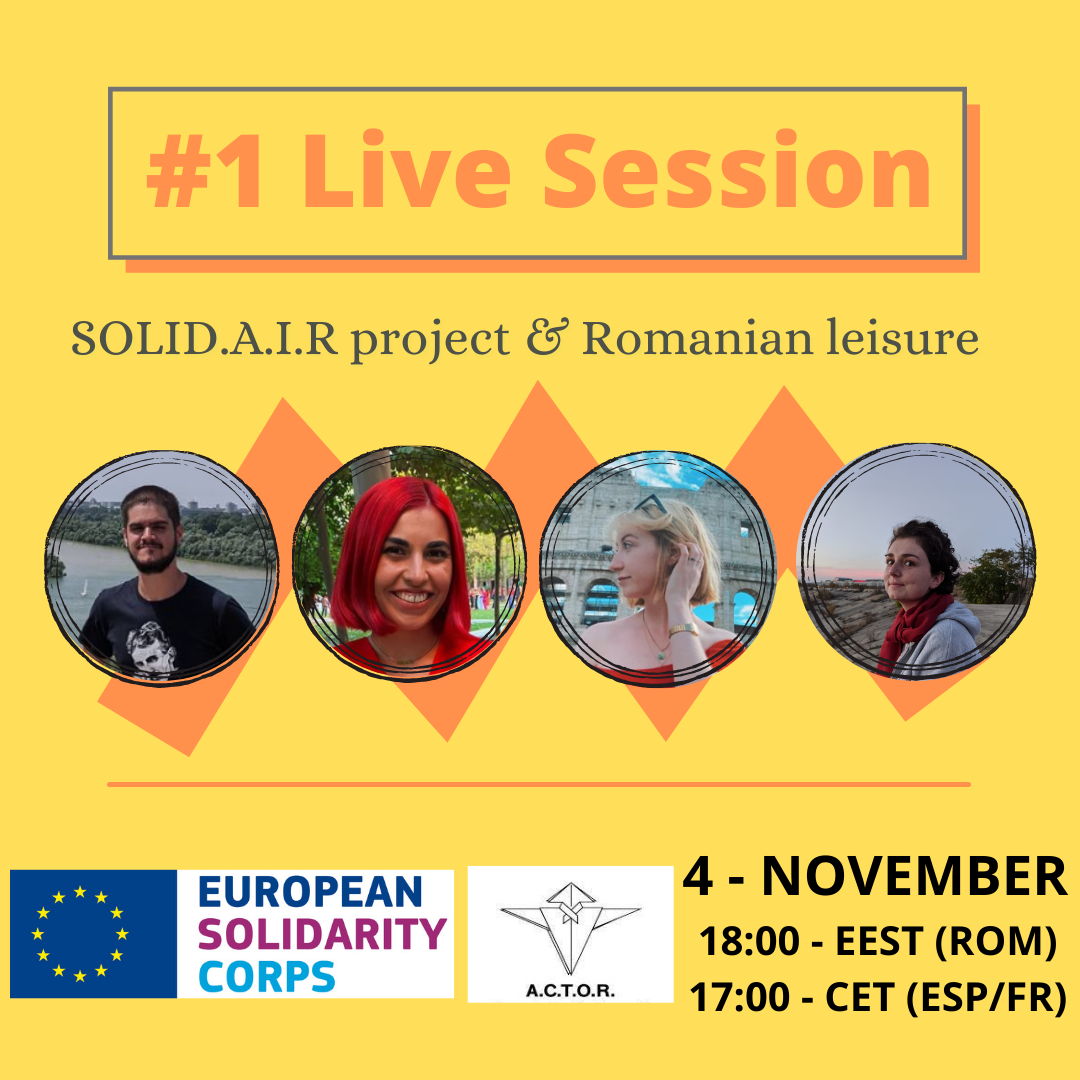 #1 Live Session
SOLID.A.I.R project & Romanian leisure
EUROPEAN
SOLIDARITY
CORPS
A.C.T.O.R.
4 - NOVEMBER
18:00 - EEST (ROM)
17:00 - CET (ESP/FR)